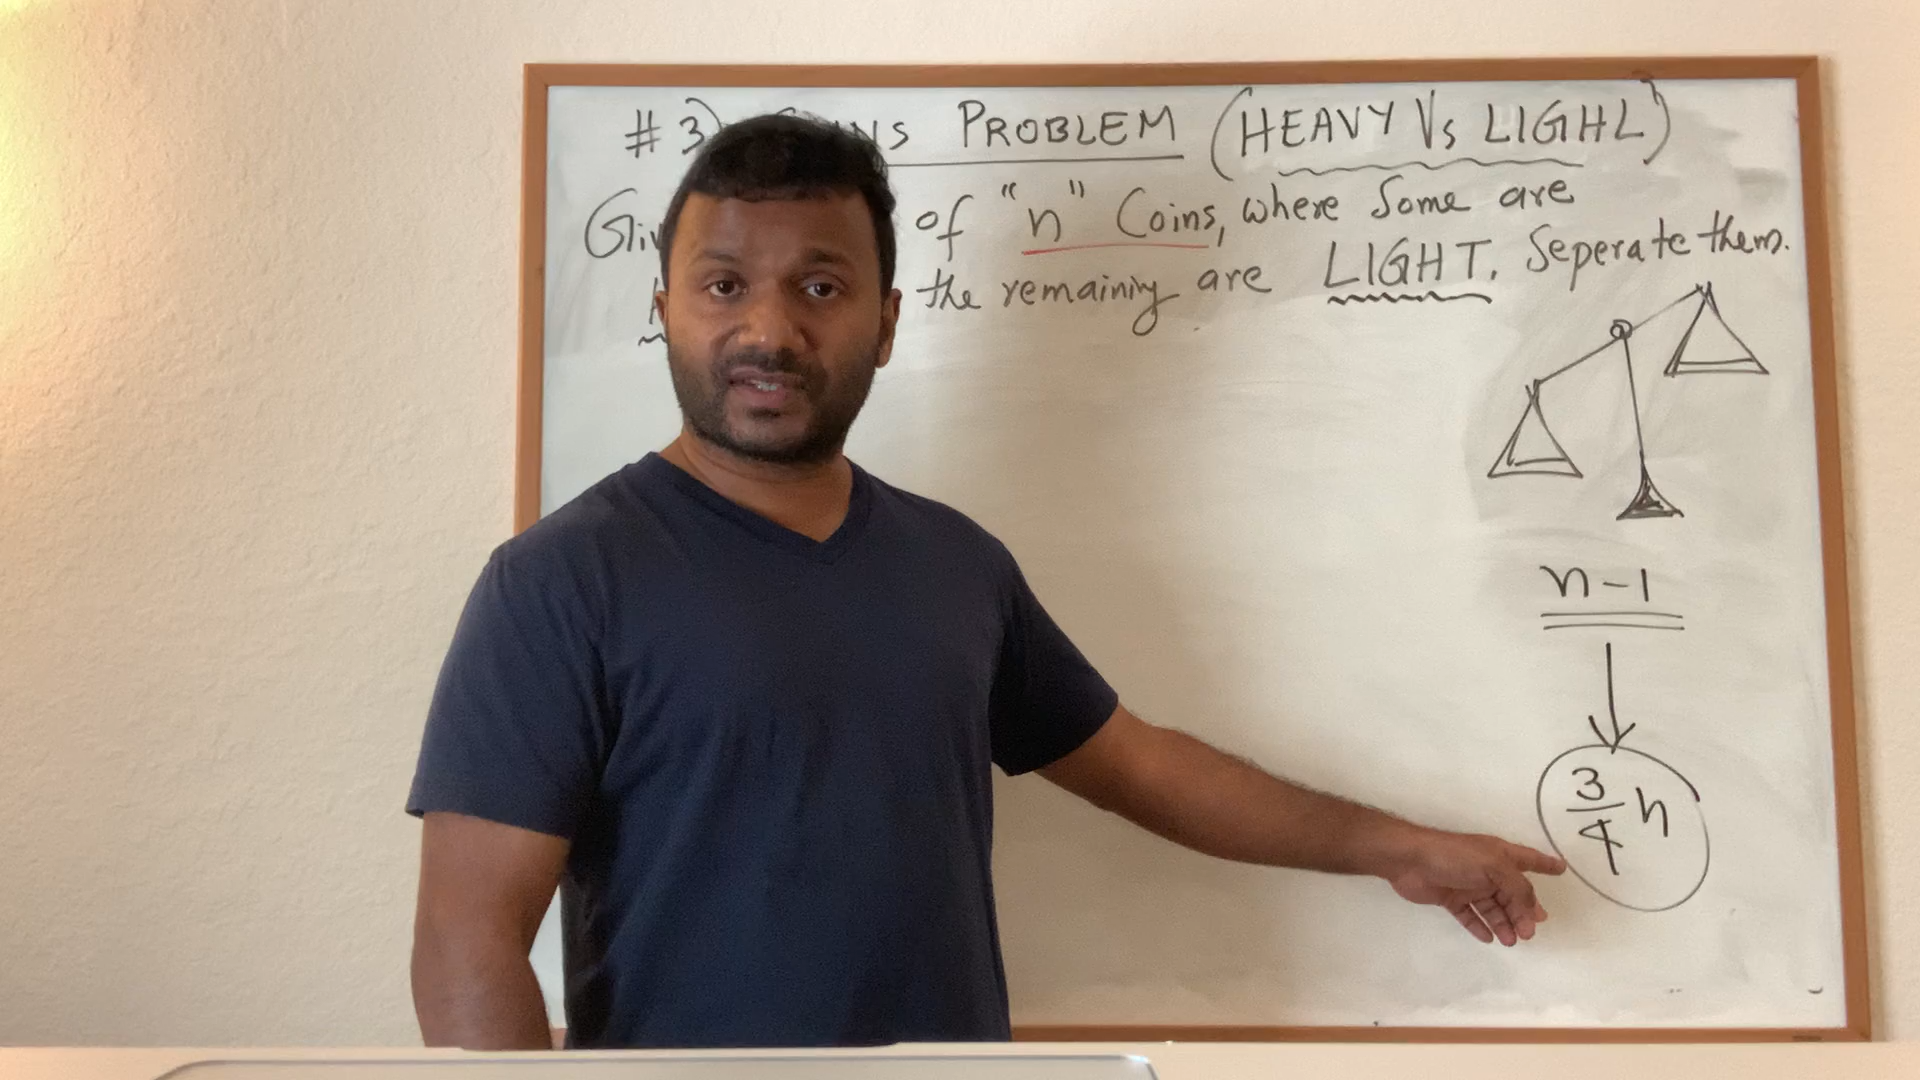 #3) PROBLEM (HEAVY Vs LIGHL)
of "n" Coins, where Some are
the remaining are LIGHT. Seperate them.
n-1
3/4 n